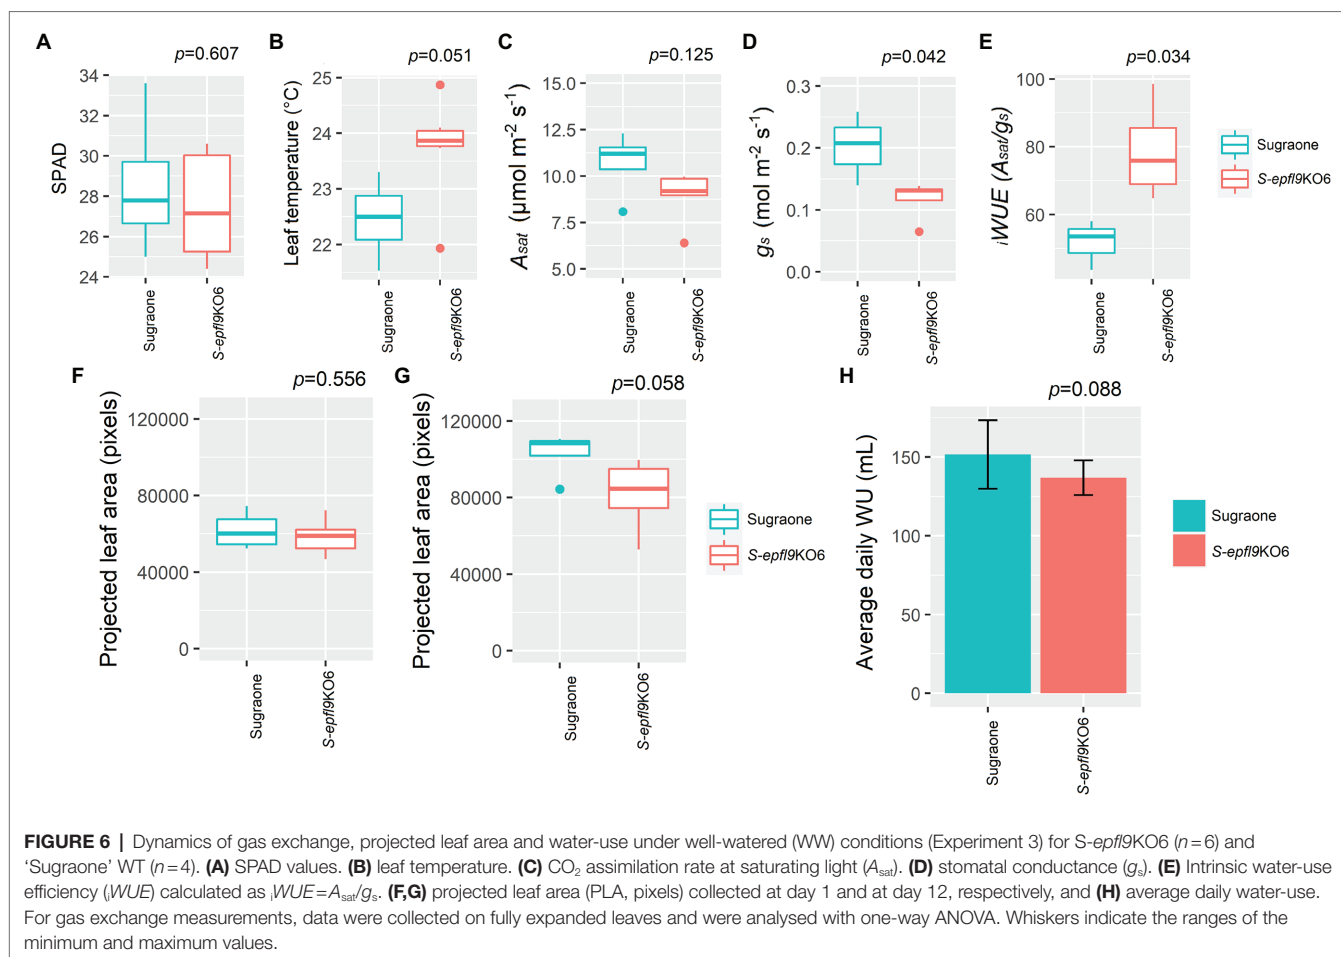 A
p=0.607
SPAD
34
32
30
28
26
24
Sugraone
S-epfl9KO6
B
p=0.051
Leaf temperature (°C)
25
24
23
22
Sugraone
S-epfl9KO6
C
p=0.125
Asat (μmol m-2 s-1)
15.0
12.5
10.0
7.5
5.0
Sugraone
S-epfl9KO6
D
p=0.042
gs (mol m-2 s-1)
0.3
0.2
0.1
0.0
Sugraone
S-epfl9KO6
E
p=0.034
iWUE (Asat/gs)
100
80
60
Sugraone
S-epfl9KO6
Sugraone
S-epfl9KO6
F
p=0.556
Projected leaf area (pixels)
120000
80000
40000
0
Sugraone
S-epfl9KO6
G
p=0.058
Projected leaf area (pixels)
120000
80000
40000
0
Sugraone
S-epfl9KO6
Sugraone
S-epfl9KO6
H
p=0.088
Average daily WU (mL)
150
100
50
0
Sugraone
S-epfl9KO6
Sugraone
S-epfl9KO6
FIGURE 6 | Dynamics of gas exchange, projected leaf area and water-use under well-watered (WW) conditions (Experiment 3) for S-epfl9KO6 (n=6) and
‘Sugraone’ WT (n=4). (A) SPAD values. (B) leaf temperature. (C) CO2 assimilation rate at saturating light (Asat). (D) stomatal conductance (gs). (E) Intrinsic water-use
efficiency (iWUE) calculated as iWUE=Asat/gs. (F,G) projected leaf area (PLA, pixels) collected at day 1 and at day 12, respectively, and (H) average daily water-use.
For gas exchange measurements, data were collected on fully expanded leaves and were analysed with one-way ANOVA. Whiskers indicate the ranges of the
minimum and maximum values.